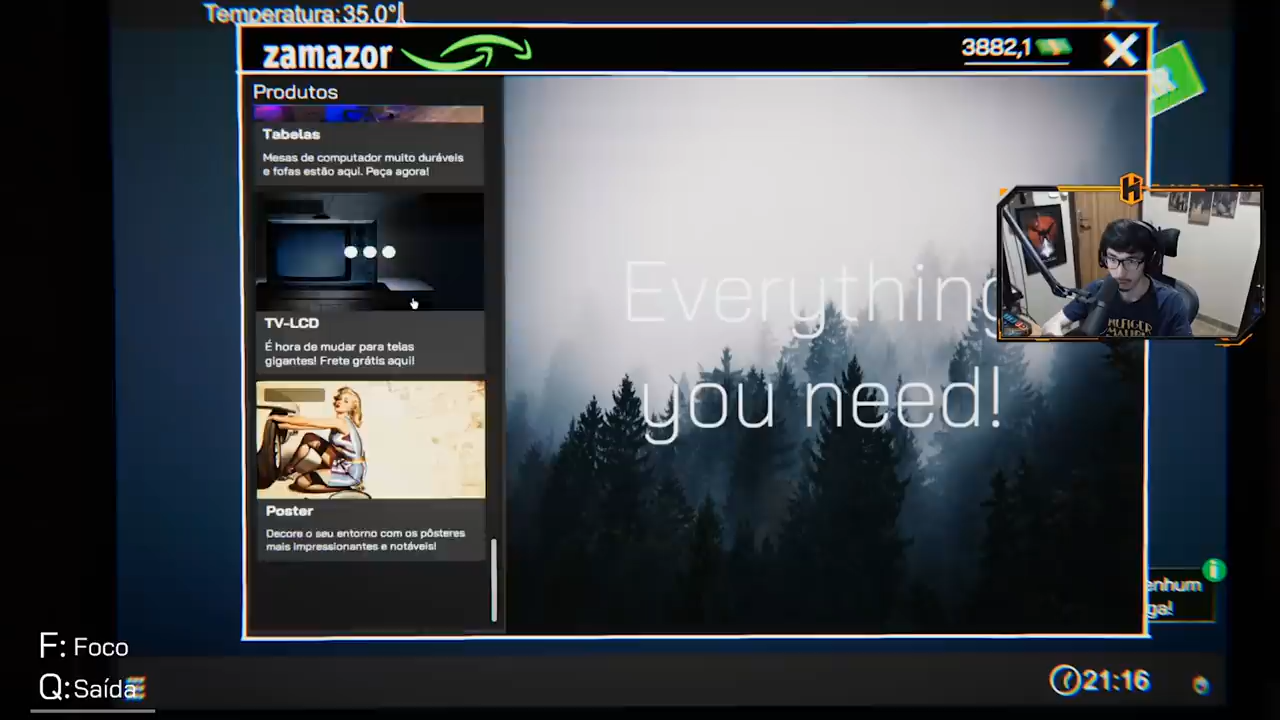 Temperatura:35.0°
zamazor
3882,1
Produtos
Tabelas
Mesas de computador muito duráveis
e fofas estão aqui. Peça agora!
TV-LCD
É hora de mudar para telas
gigantes! Frete grátis aqui!
Poster
Decore o seu entorno com os pôsteres
mais impressionantes e notáveis!
Everything
you need!
enhum
ga!
F: Foco
Q: Saída
21:16